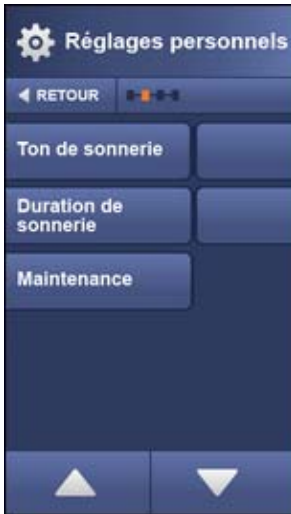 Réglages personnels
RETOUR
Ton de sonnerie
Duration de
sonnerie
Maintenance